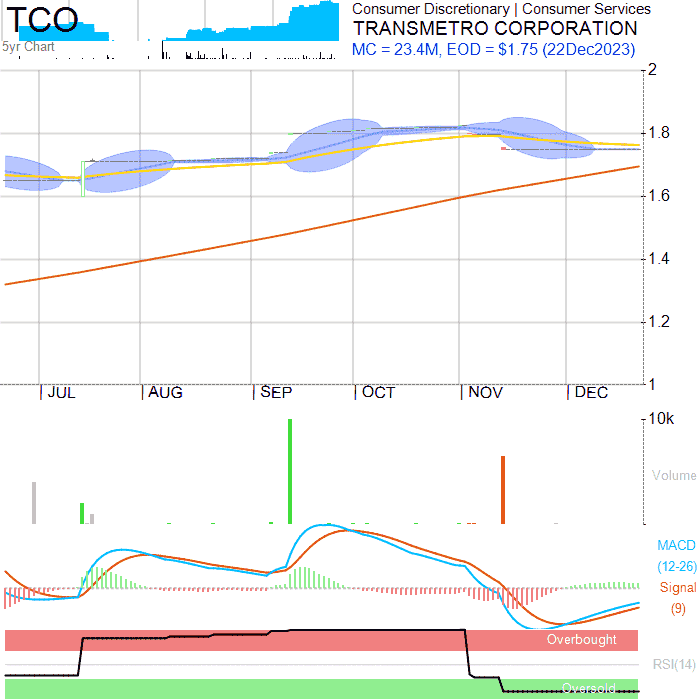 TCO
Consumer Discretionary | Consumer Services
TRANSMETRO CORPORATION
5yr Chart
MC = 23.4M, EOD = $1.75 (22Dec2023)
2
1.8
1.6
1.4
1.2
1
JUL AUG SEP OCT NOV DEC
10k
Volume
MACD
(12-26)
Signal
(9)
Overbought
RSI(14)
Oversold